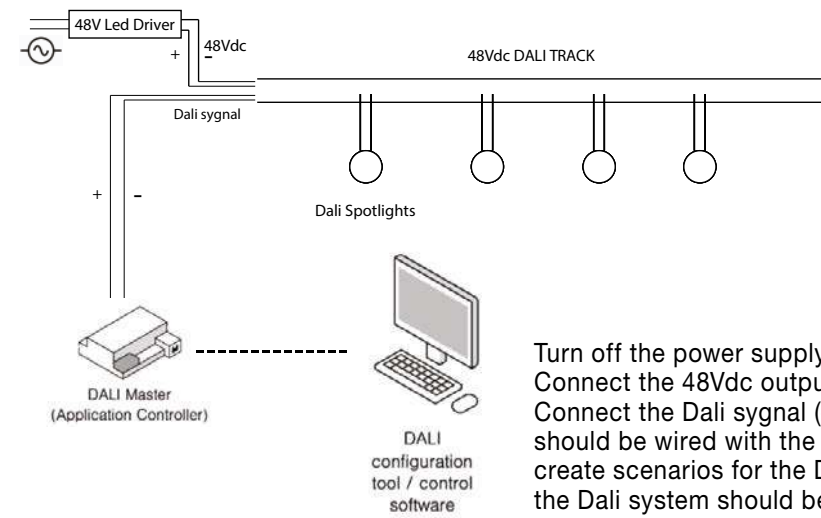 48V Led Driver
+
-
48Vdc
48Vdc DALI TRACK
Dali sygnal
+
-
Dali Spotlights
DALI Master
(Application Controller)
DALI
configuration
tool / control
software
Turn off the power supply
Connect the 48Vdc
Connect the Dali sygnal (
should be wired with the
create scenarios for the
the Dali system should